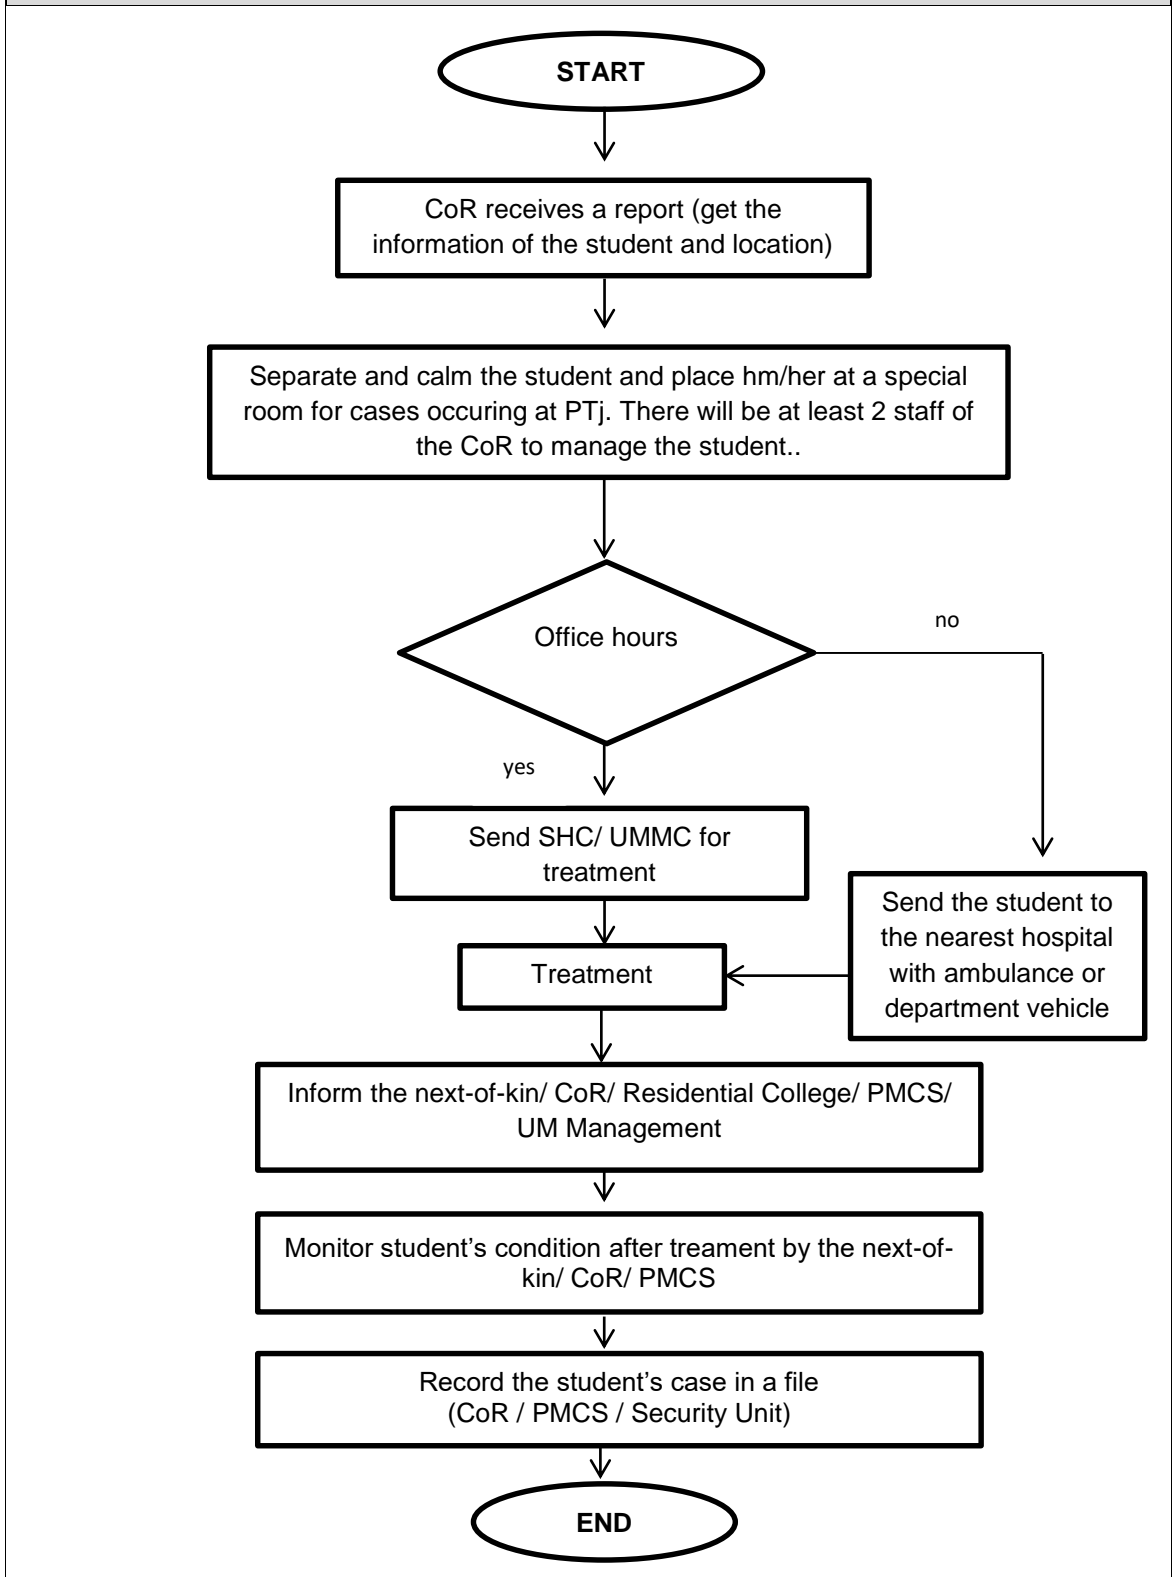 START
CoR receives a report (get the
information of the student and location)
Separate and calm the student and place hm/her at a special
room for cases occuring at PTj. There will be at least 2 staff of
the CoR to manage the student..
Office hours
no
yes
Send SHC/ UMMC for
treatment
Send the student to
the nearest hospital
with ambulance or
department vehicle
Treatment
Inform the next-of-kin/ CoR/ Residential College/ PMCS/
UM Management
Monitor student’s condition after treament by the next-of-
kin/ CoR/ PMCS
Record the student’s case in a file
(CoR / PMCS / Security Unit)
END